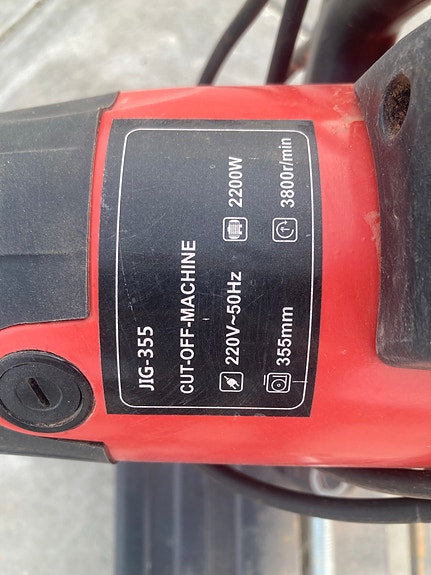 JIG-355
CUT-OFF-MACHINE
220V~50Hz 2200W
355mm 3800r/min